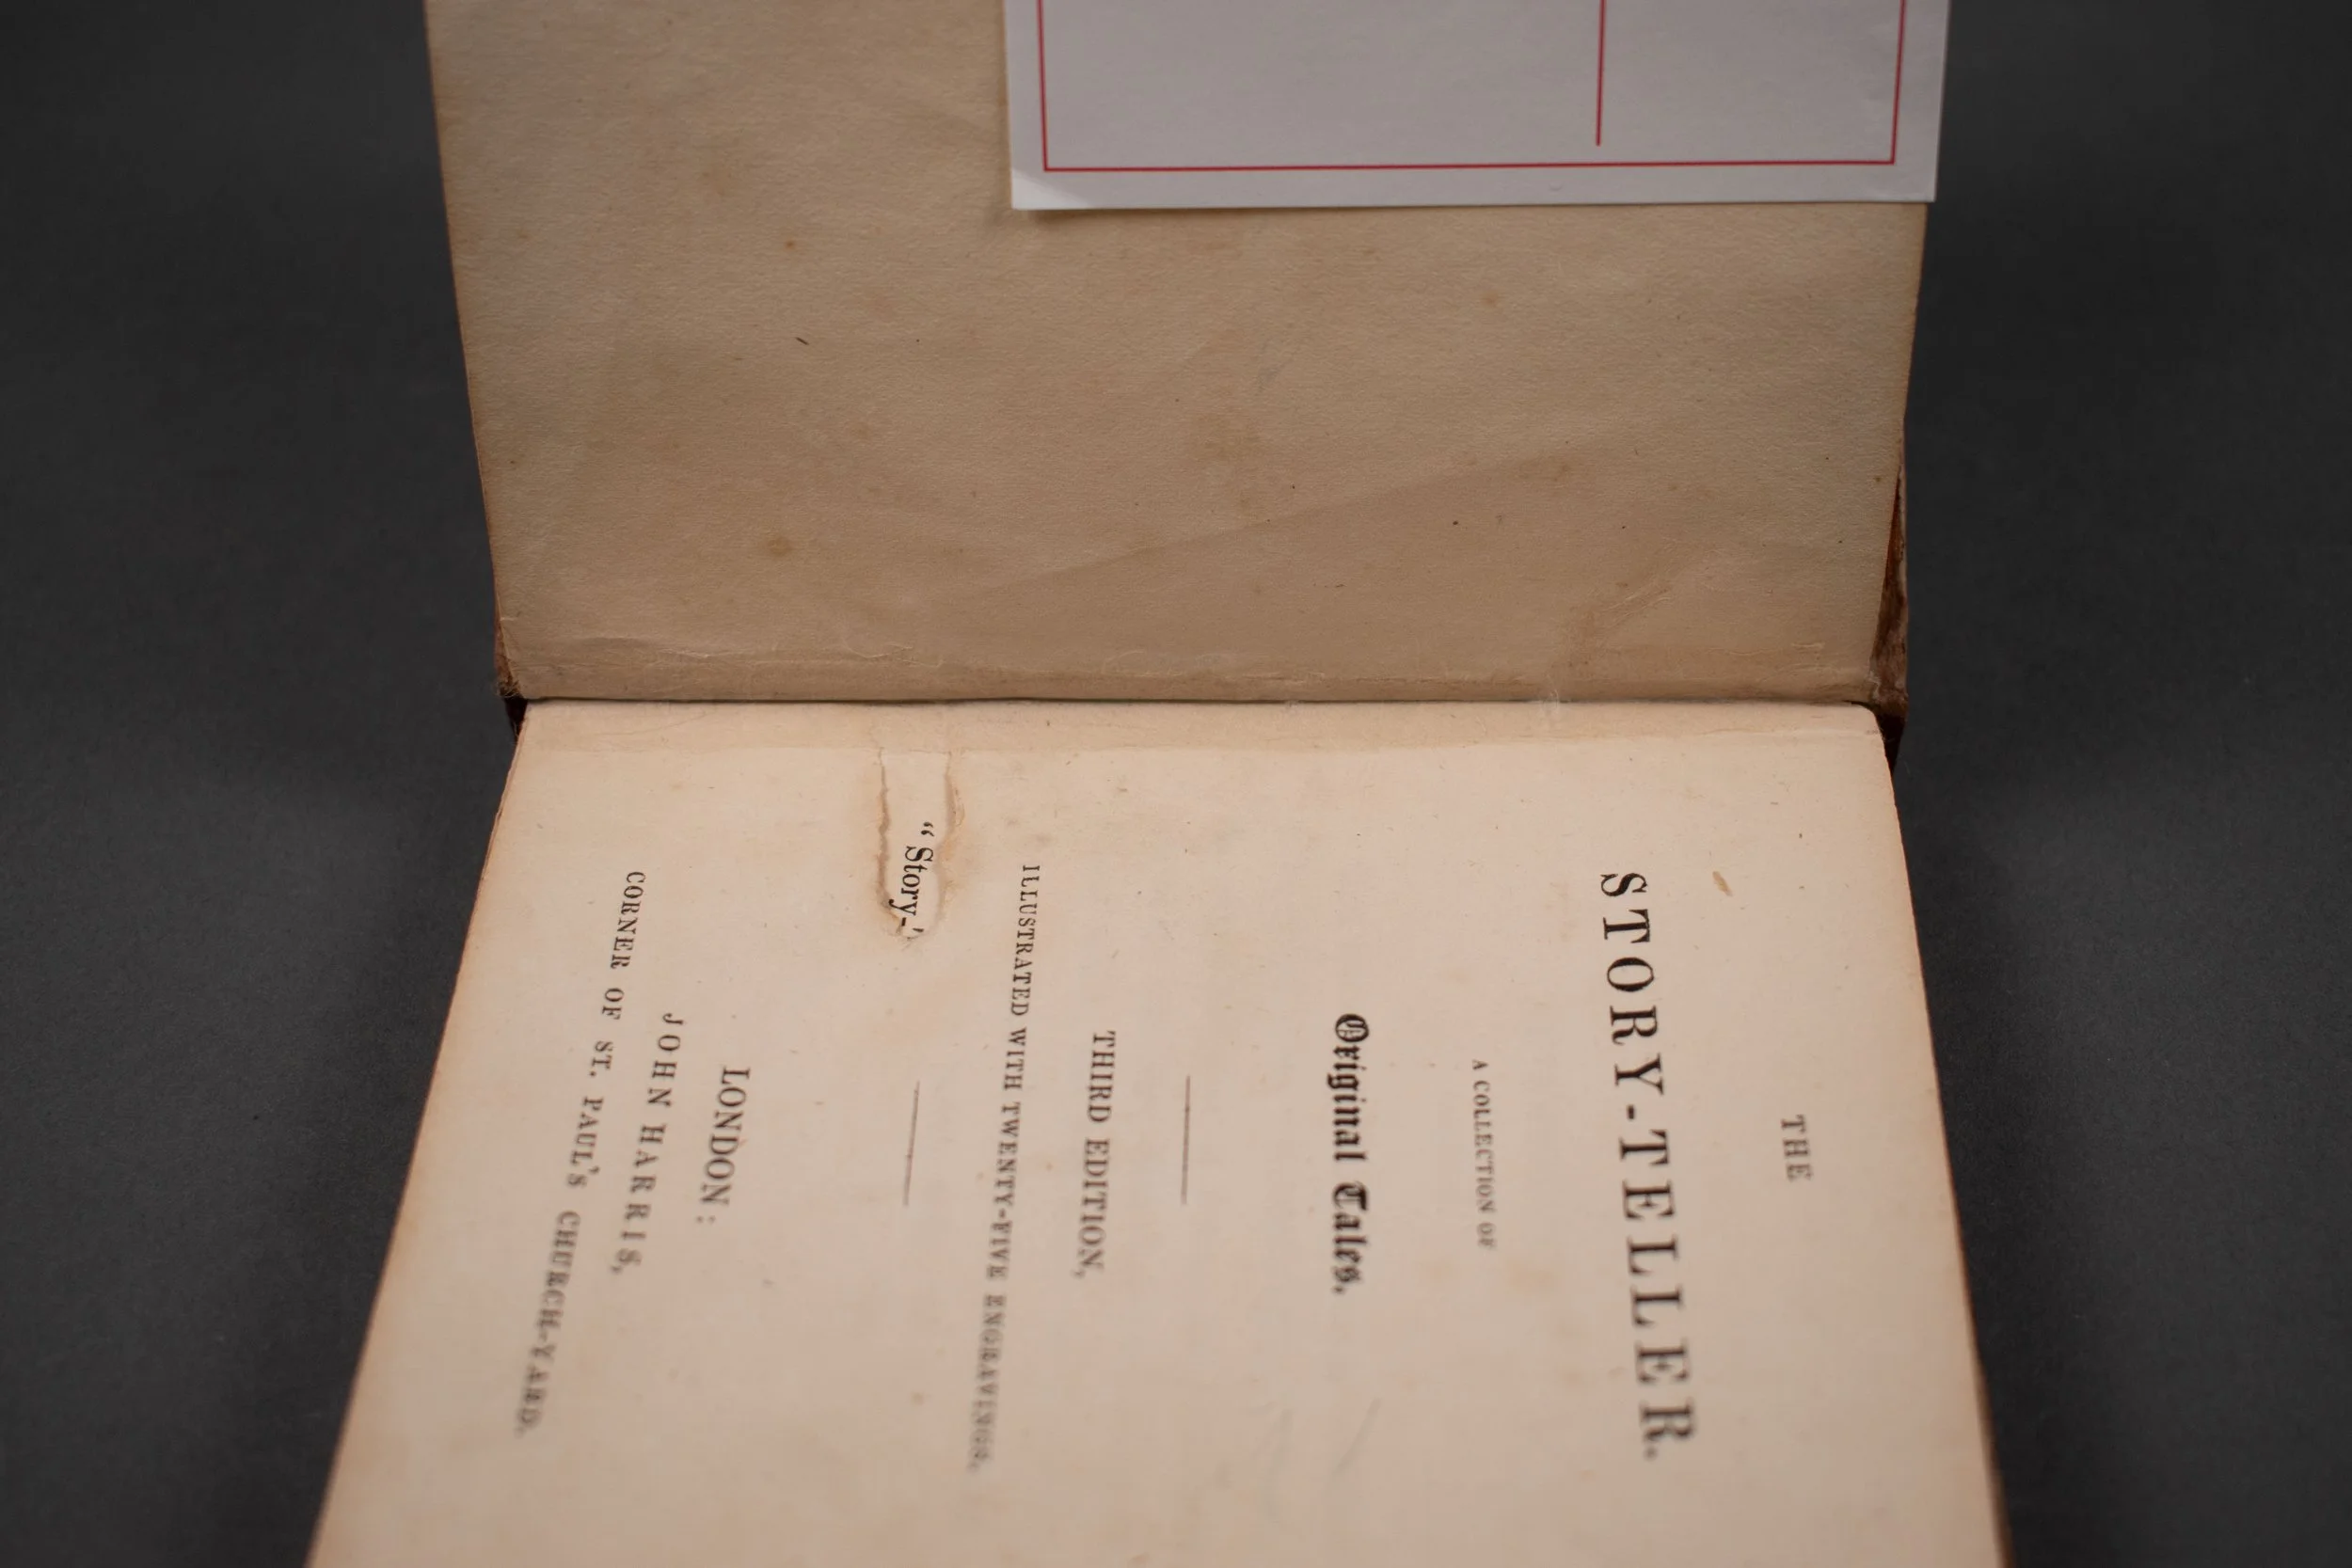 THE
STORY-TELLER.
A COLLECTION OF
Original Tales.
THIRD EDITION,
ILLUSTRATED WITH TWENTY-FIVE ENGRAVINGS.
“Story-
LONDON:
JOHN HARRIS,
CORNER OF ST. PAUL'S CHURCH-YARD.